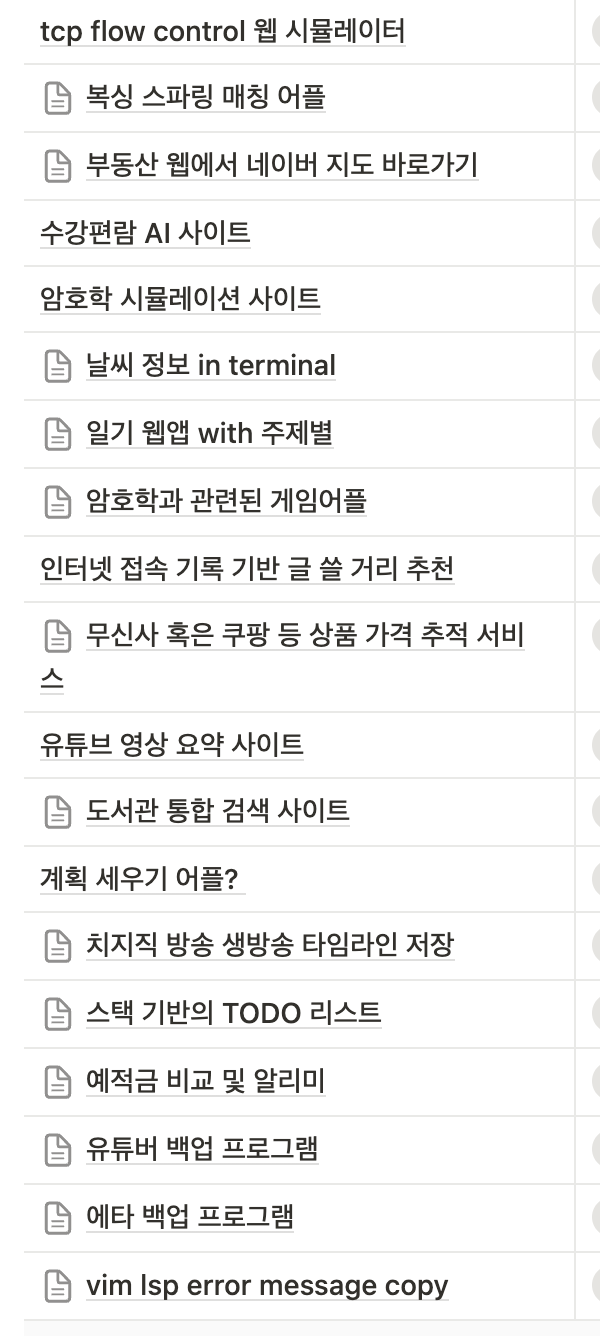 tcp flow control 웹 시뮬레이터
복싱 스파링 매칭 어플
부동산 웹에서 네이버 지도 바로가기
수강편람 AI 사이트
암호학 시뮬레이션 사이트
날씨 정보 in terminal
일기 웹앱 with 주제별
암호학과 관련된 게임어플
인터넷 접속 기록 기반 글 쓸 거리 추천
무신사 혹은 쿠팡 등 상품 가격 추적 서비
스
유튜브 영상 요약 사이트
도서관 통합 검색 사이트
계획 세우기 어플?
치지직 방송 생방송 타임라인 저장
스택 기반의 TODO 리스트
예적금 비교 및 알리미
유튜버 백업 프로그램
에타 백업 프로그램
vim lsp error message copy